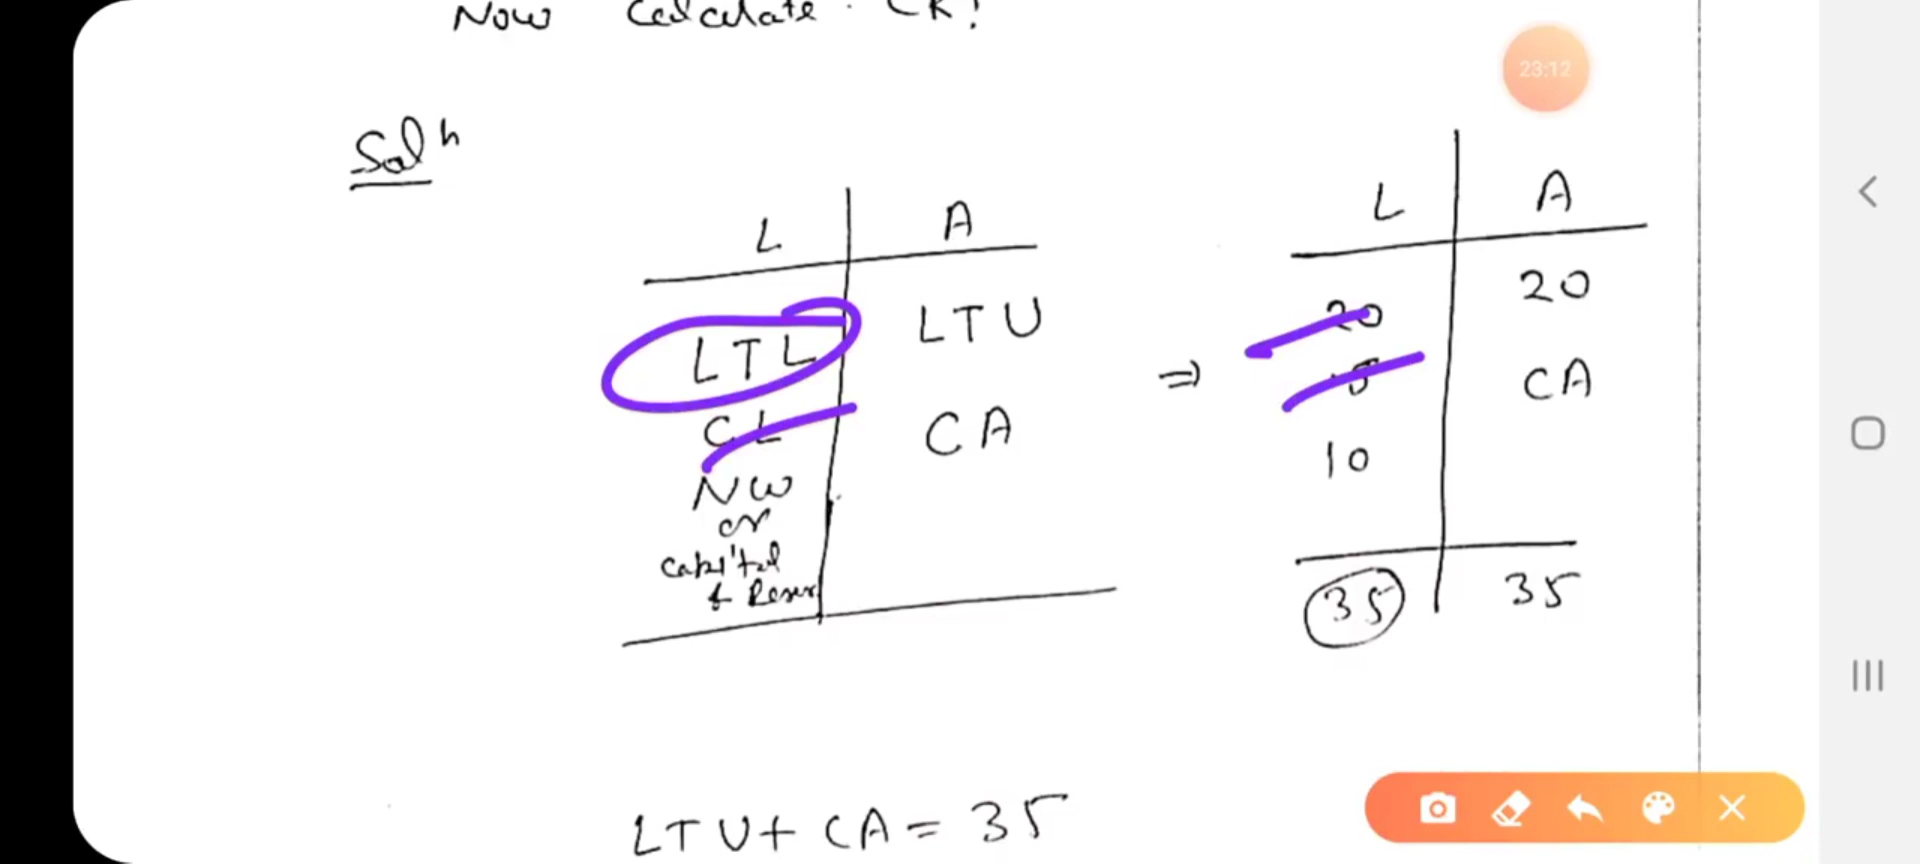 Now Calculate. CR?
23:12
Solⁿ
L A
LTL LTU
CL CA
NW
or
capital
& Reser
⇒
L A
20 20
CA
10
35 35
LTU + CA = 35